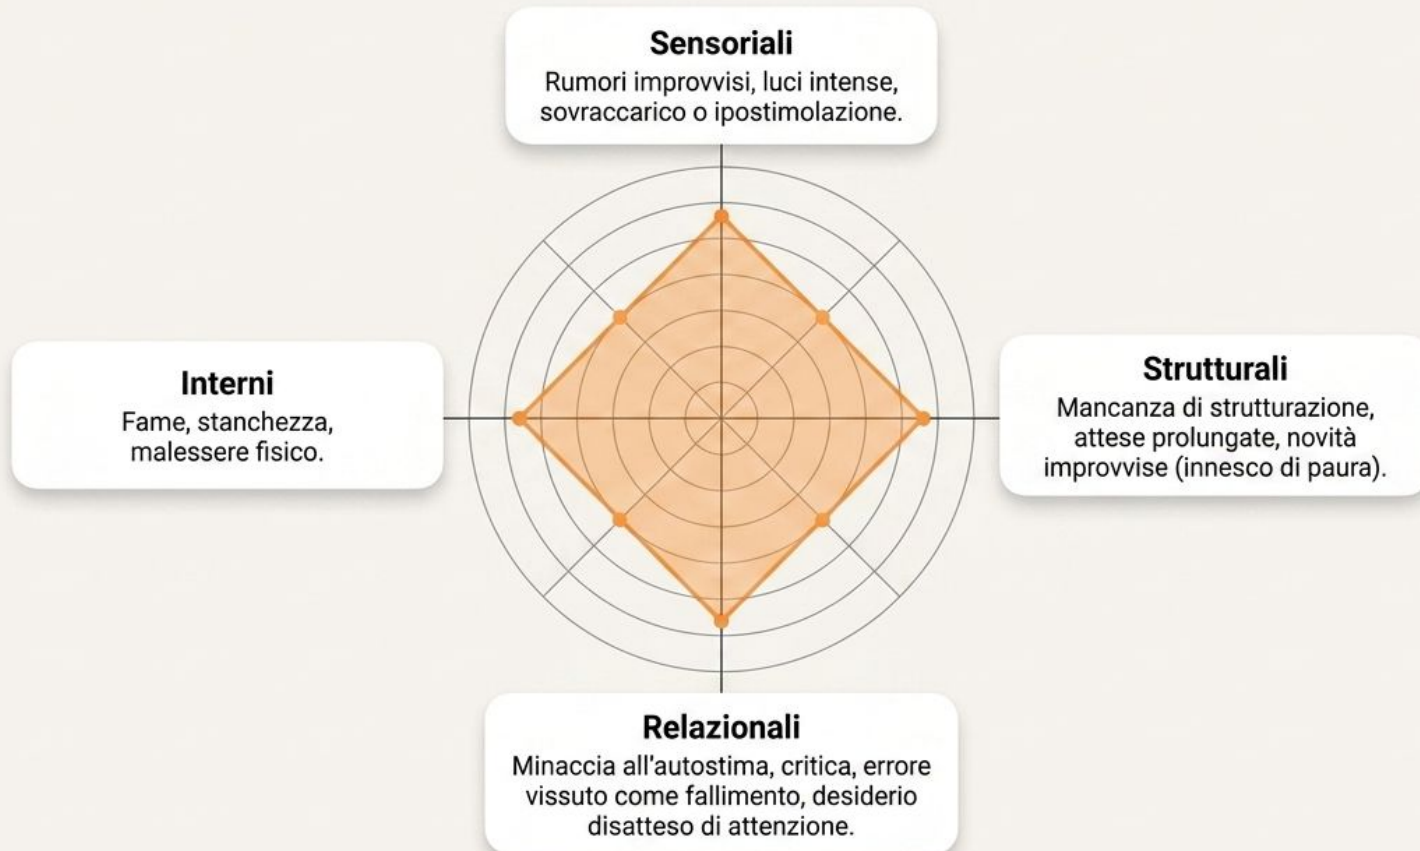 Sensoriali
Rumori improvvisi, luci intense,
sovraccarico o ipostimolazione.
Interni
Fame, stanchezza,
malessere fisico.
Strutturali
Mancanza di strutturazione,
attese prolungate, novità
improvvise (innesco di paura).
Relazionali
Minaccia all'autostima, critica, errore
vissuto come fallimento, desiderio
disatteso di attenzione.